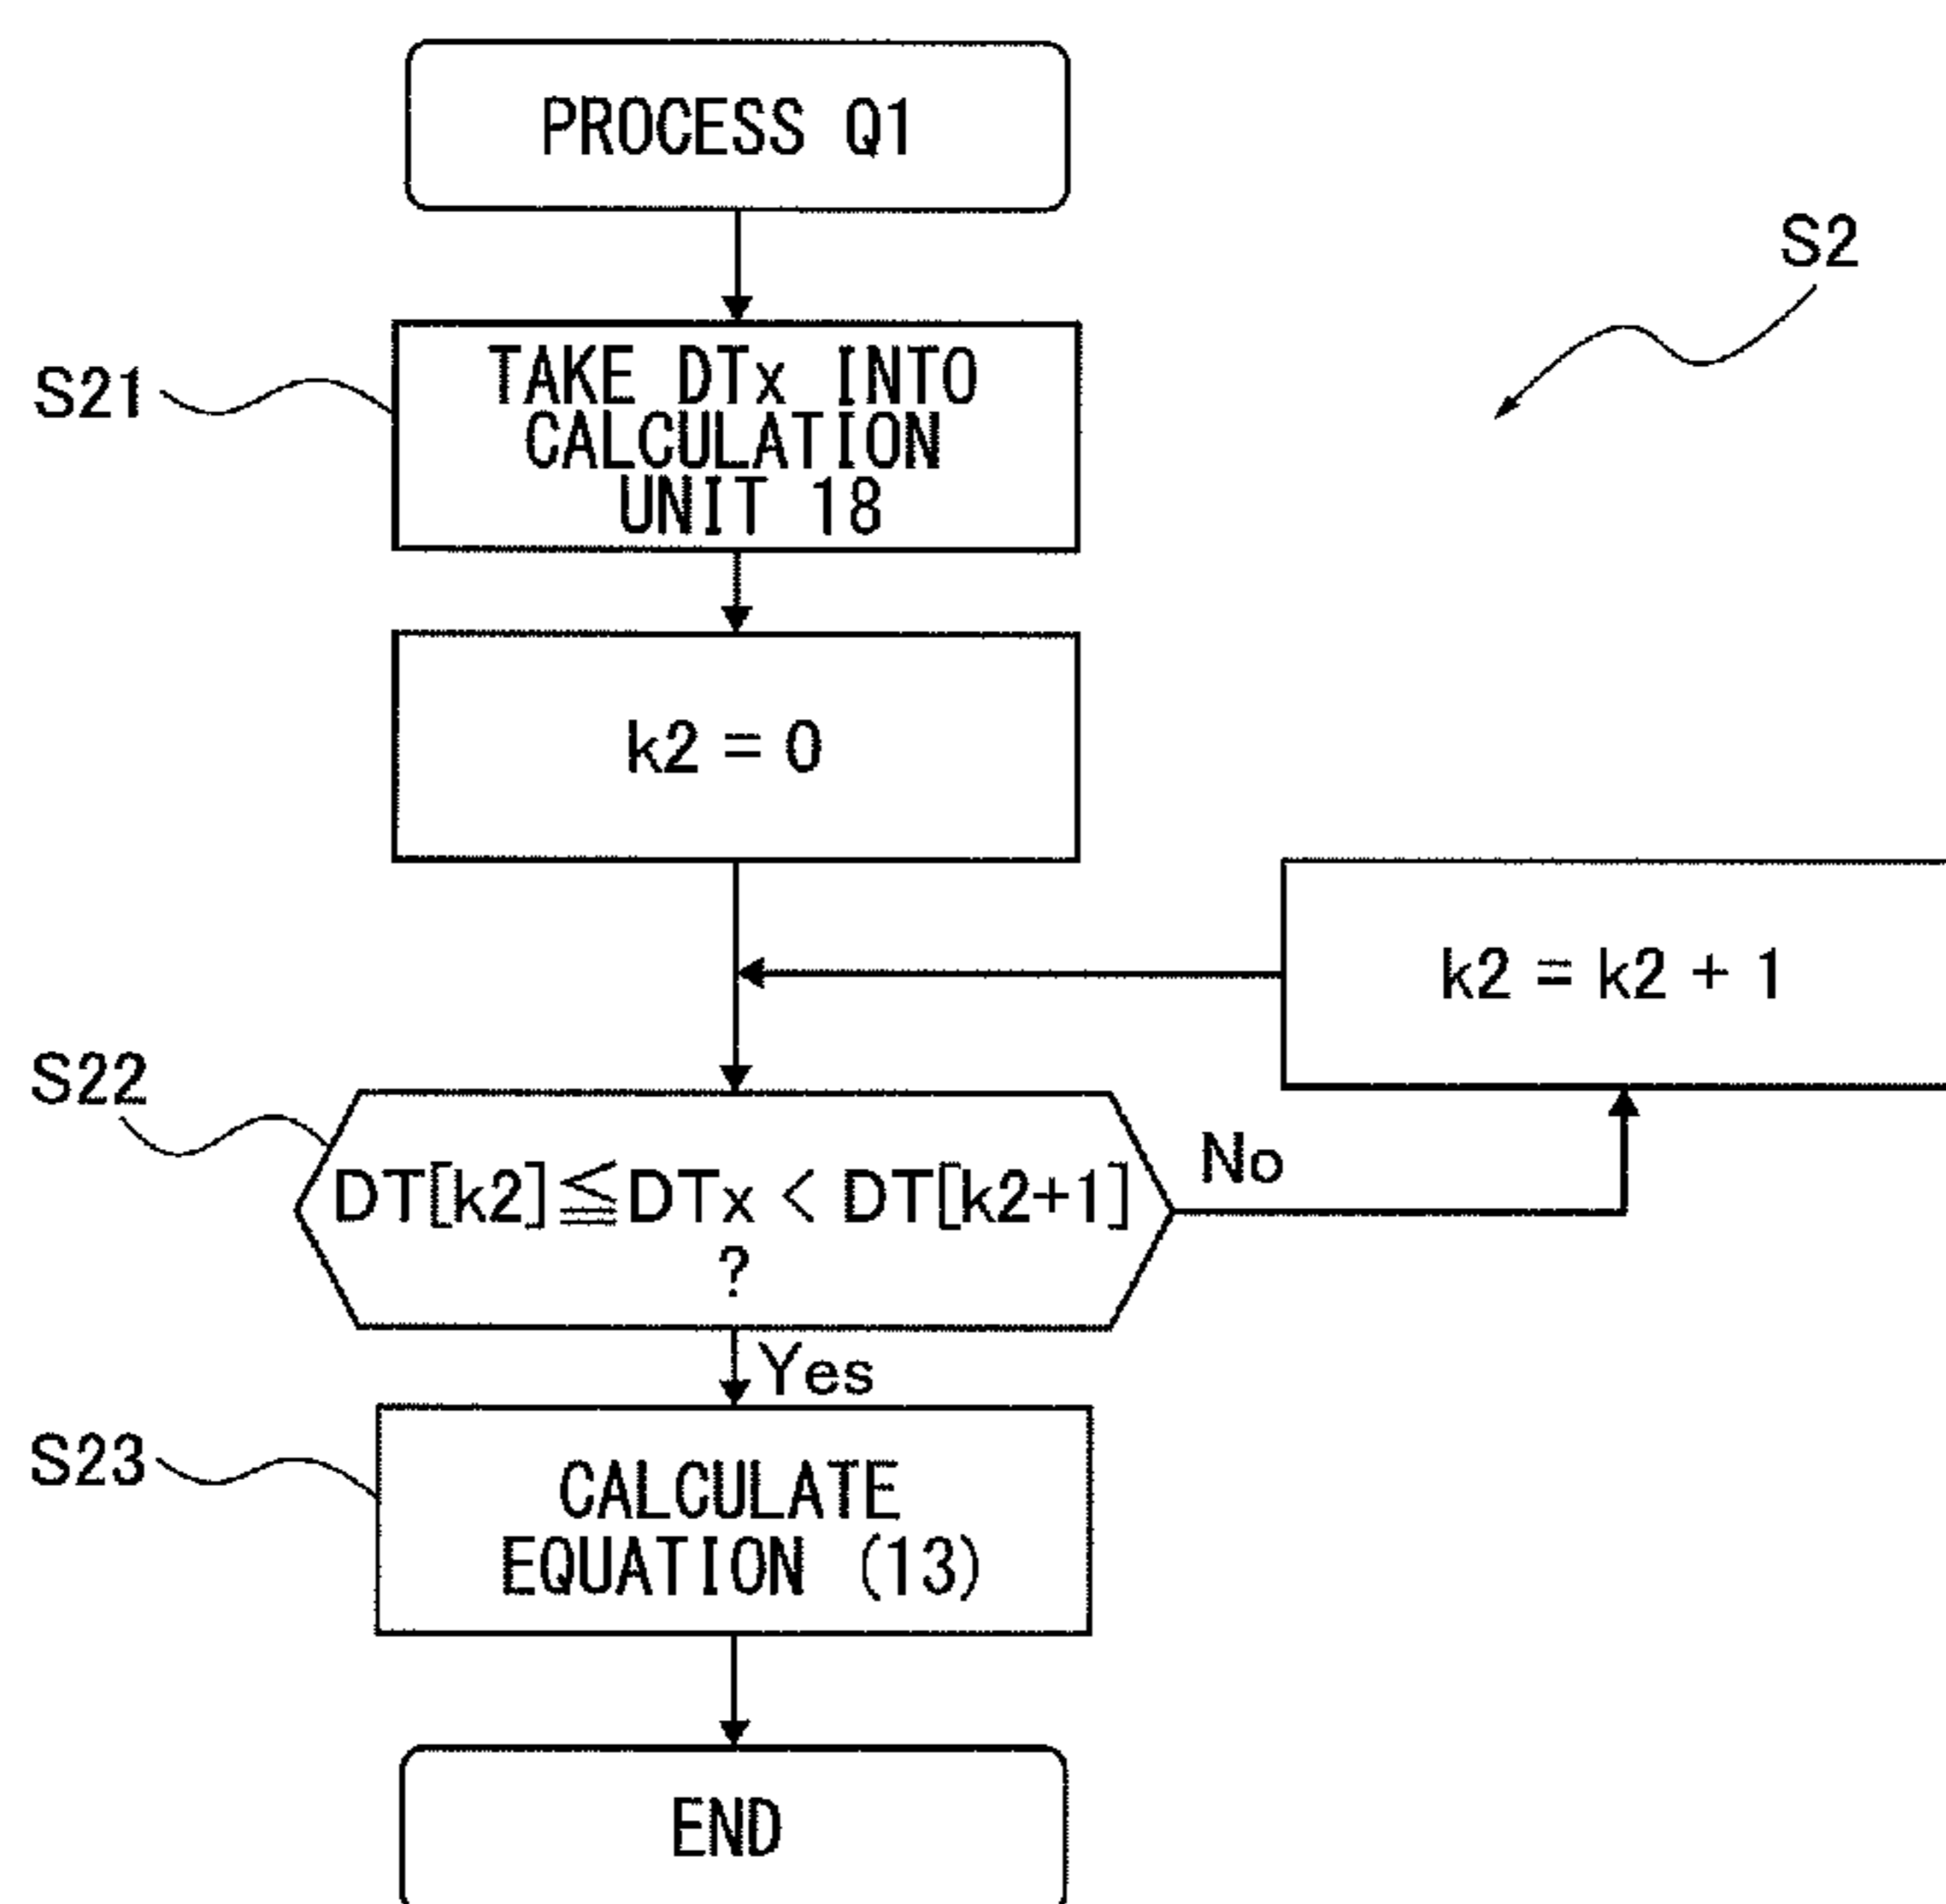 PROCESS Q1
S2
S21
TAKE DTx INTO
CALCULATION
UNIT 18
k2 = 0
k2 = k2 + 1
S22
DT[k2]≦DTx < DT[k2+1]
?
No
Yes
S23
CALCULATE
EQUATION (13)
END